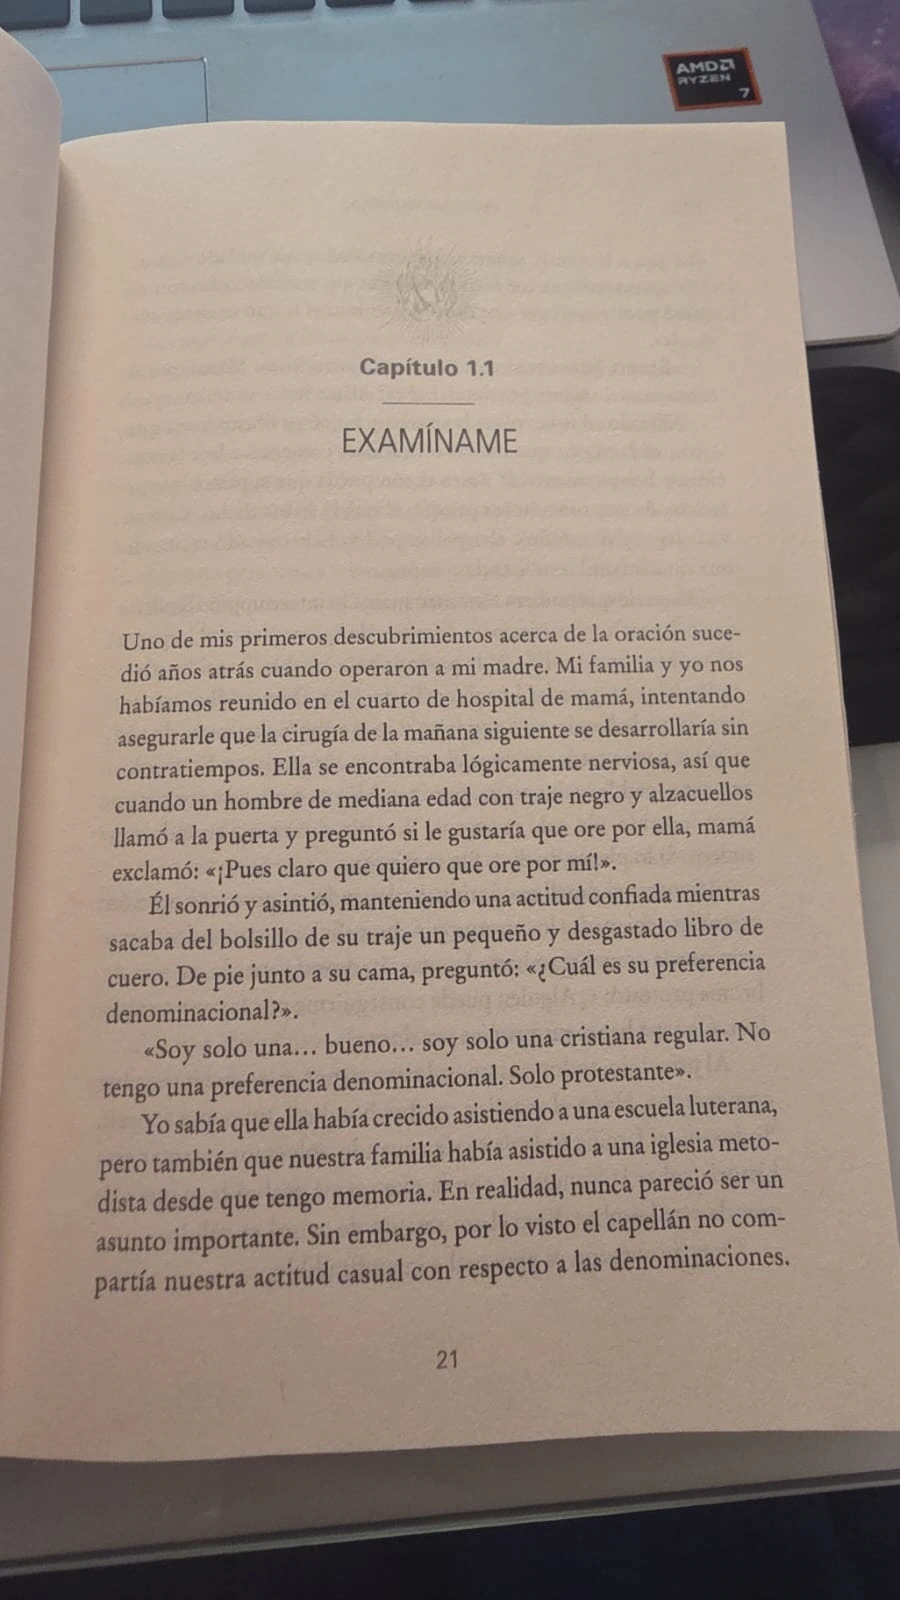 AMD
RYZEN
7
Capítulo 1.1
EXAMÍNAME
Uno de mis primeros descubrimientos acerca de la oración suce-
dió años atrás cuando operaron a mi madre. Mi familia y yo nos
habíamos reunido en el cuarto de hospital de mamá, intentando
asegurarle que la cirugía de la mañana siguiente se desarrollaría sin
contratiempos. Ella se encontraba lógicamente nerviosa, así que
cuando un hombre de mediana edad con traje negro y alzacuellos
llamó a la puerta y preguntó si le gustaría que ore por ella, mamá
exclamó: «¡Pues claro que quiero que ore por mí!».
Él sonrió y asintió, manteniendo una actitud confiada mientras
sacaba del bolsillo de su traje un pequeño y desgastado libro de
cuero. De pie junto a su cama, preguntó: «¿Cuál es su preferencia
denominacional?».
«Soy solo una... bueno... soy solo una cristiana regular. No
tengo una preferencia denominacional. Solo protestante».
Yo sabía que ella había crecido asistiendo a una escuela luterana,
pero también que nuestra familia había asistido a una iglesia meto-
dista desde que tengo memoria. En realidad, nunca pareció ser un
asunto importante. Sin embargo, por lo visto el capellán no com-
partía nuestra actitud casual con respecto a las denominaciones.
21